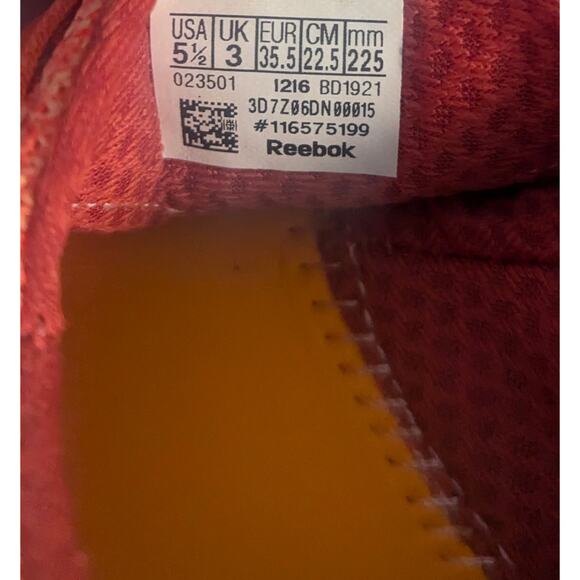 USA UK EUR CM mm
5½ 3 35.5 22.5 225
023501 1216 BD1921
3D7Z06DN00015
#116575199
Reebok